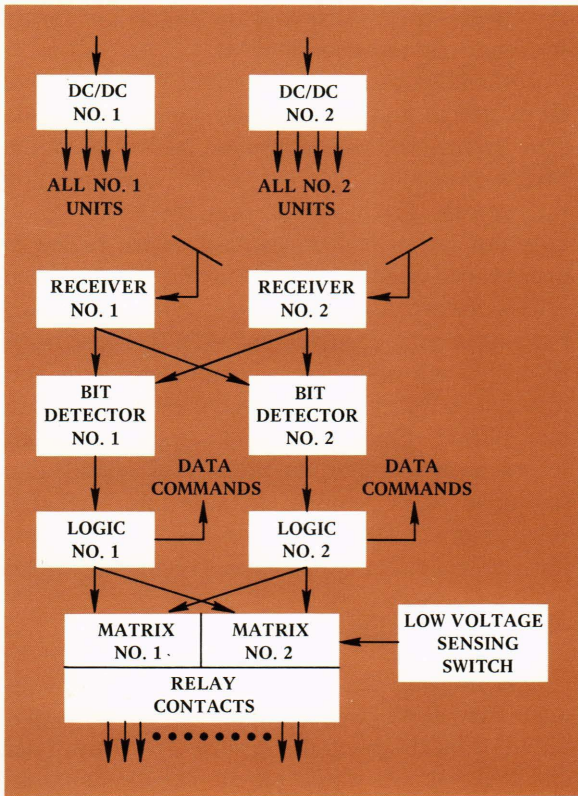 DC/DC
NO. 1
DC/DC
NO. 2
ALL NO. 1
UNITS
ALL NO. 2
UNITS
RECEIVER
NO. 1
RECEIVER
NO. 2
BIT
DETECTOR
NO. 1
BIT
DETECTOR
NO. 2
DATA
COMMANDS
DATA
COMMANDS
LOGIC
NO. 1
LOGIC
NO. 2
MATRIX
NO. 1
MATRIX
NO. 2
LOW VOLTAGE
SENSING
SWITCH
RELAY
CONTACTS